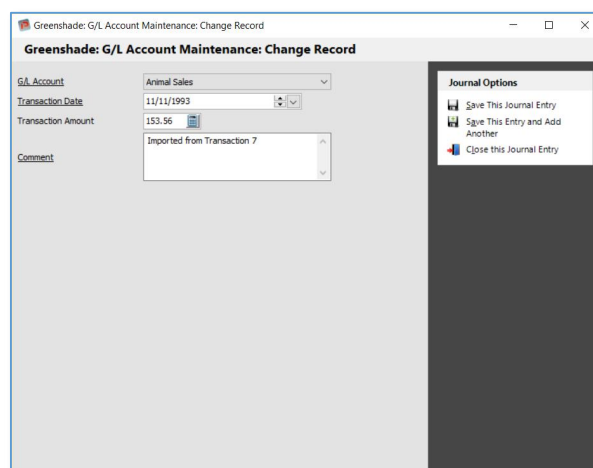 Greenshade: G/L Account Maintenance: Change Record
Greenshade: G/L Account Maintenance: Change Record
G/L Account
Animal Sales
Transaction Date
11/11/1993
Transaction Amount
153.56
Comment
Imported from Transaction 7
Journal Options
Save This Journal Entry
Save This Entry and Add
Another
Close this Journal Entry